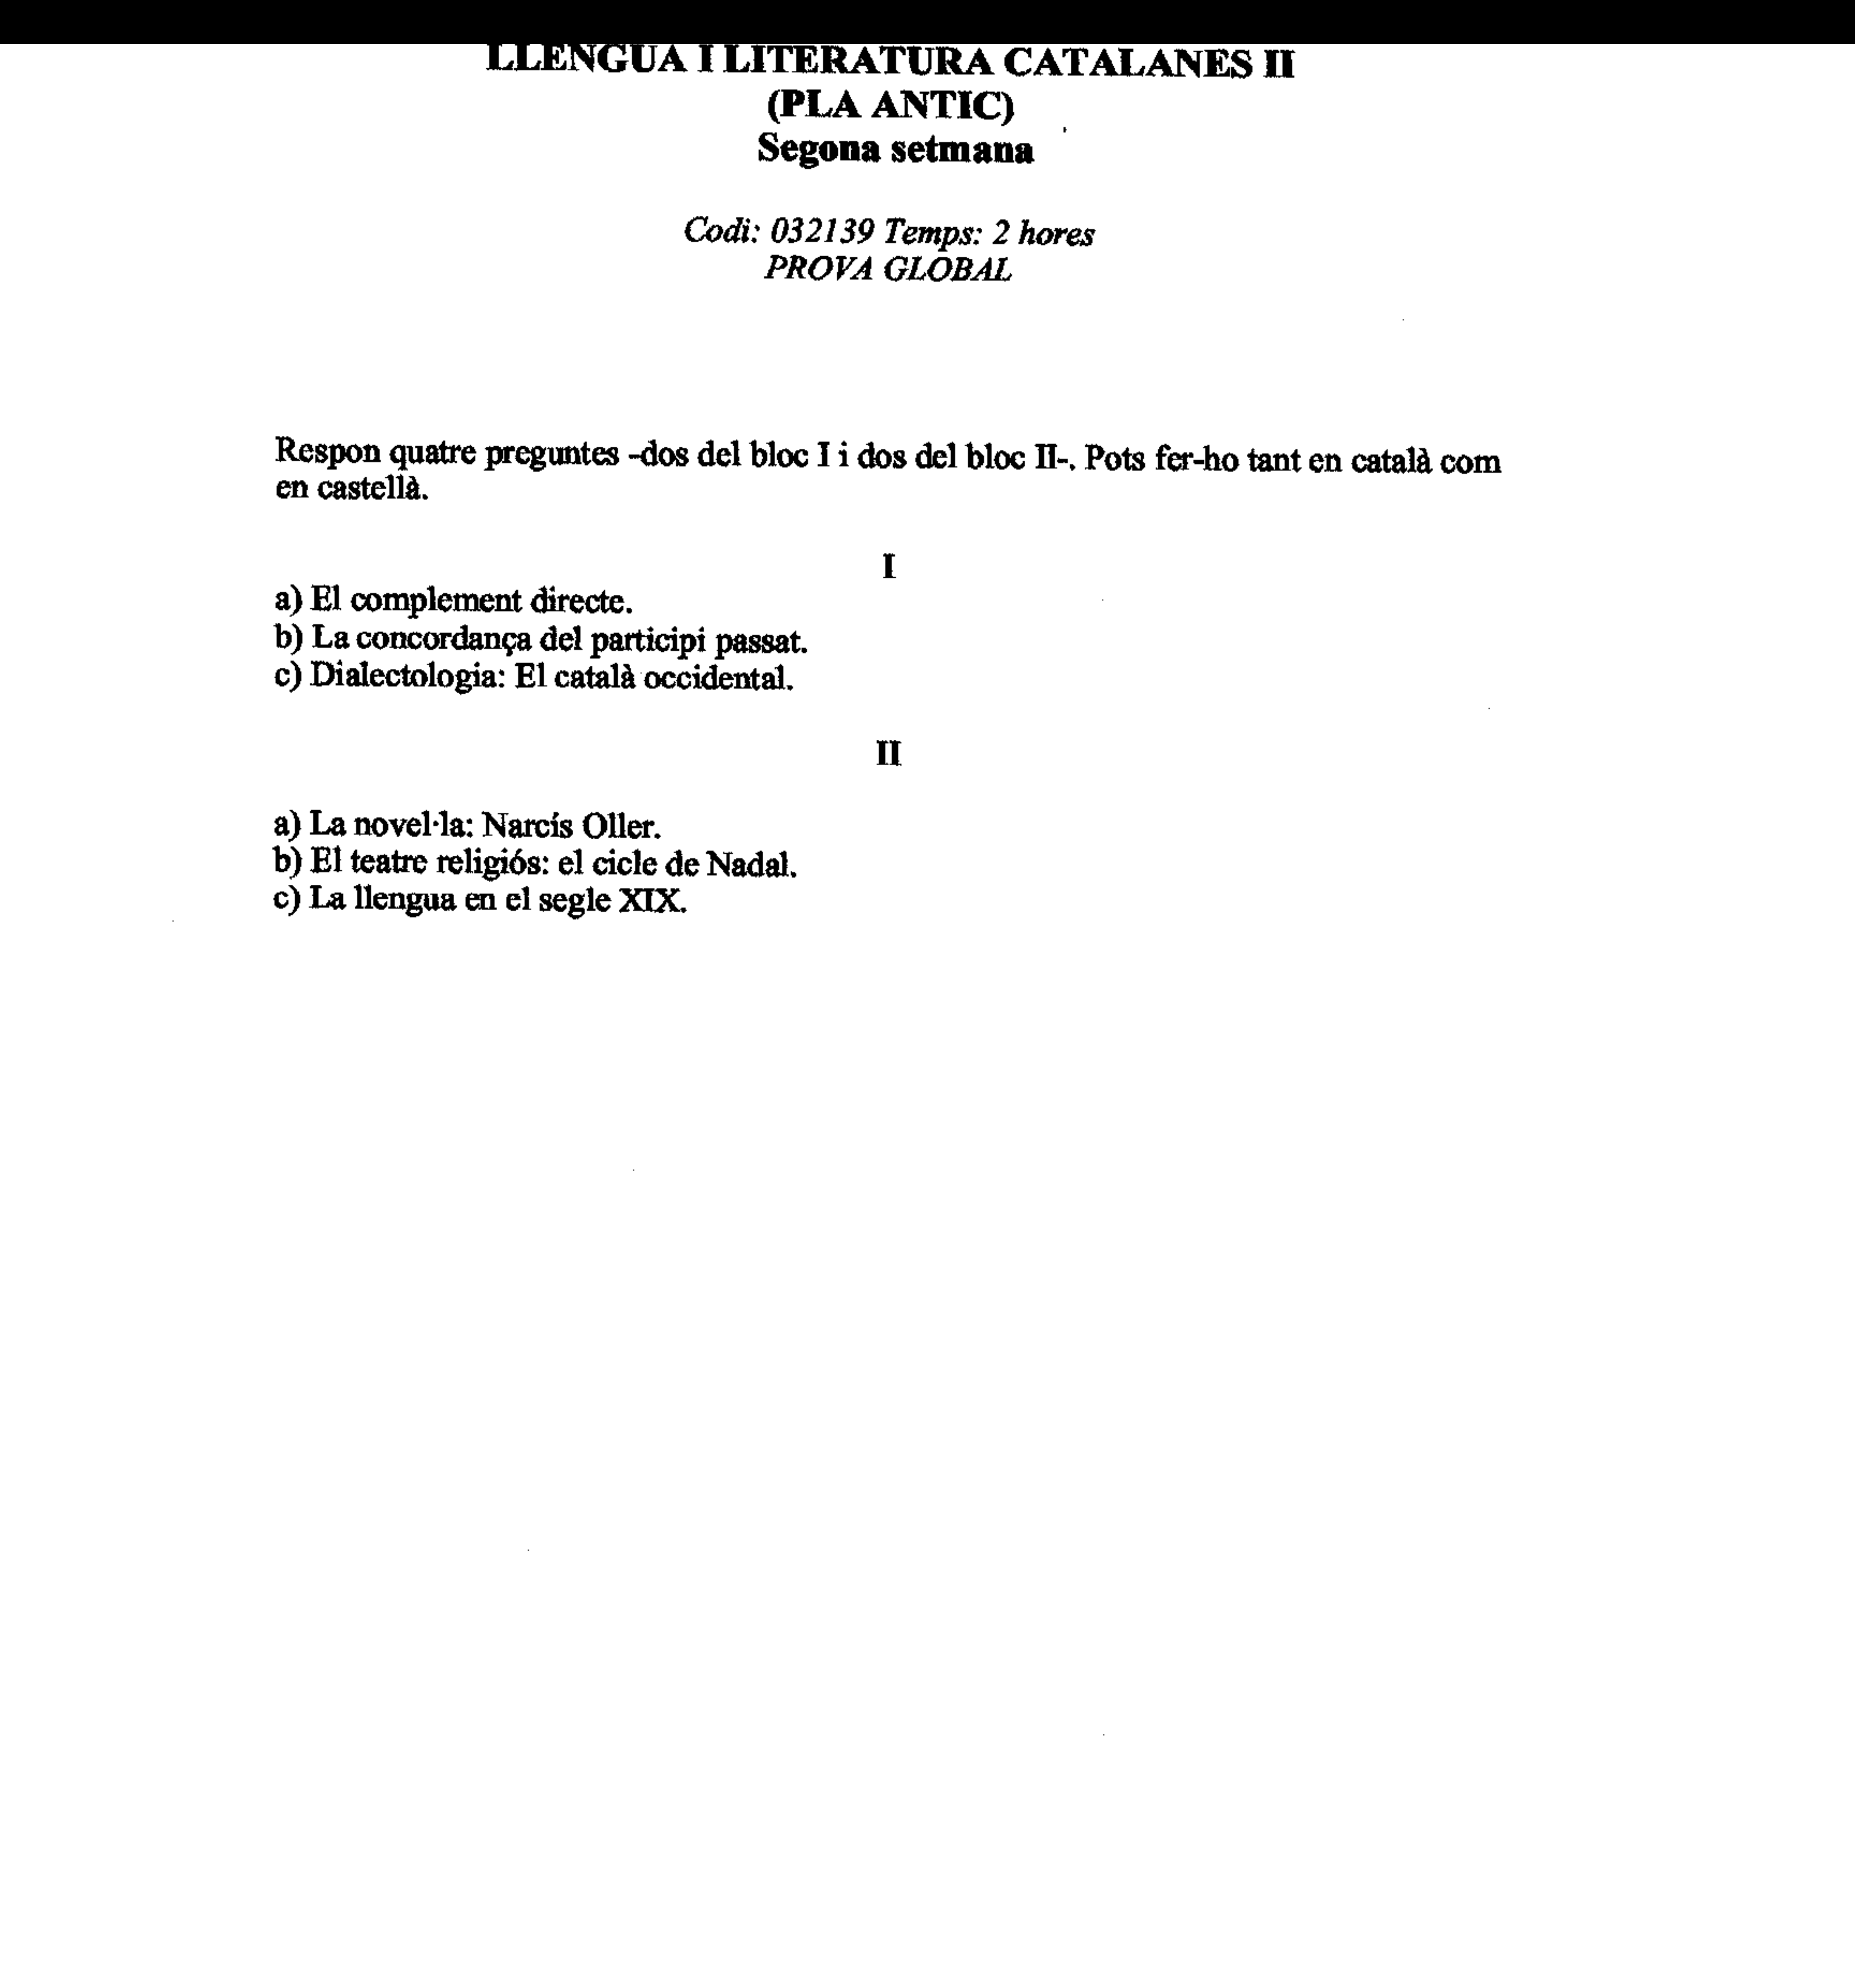 LLENGUA I LITERATURA CATALANES II
(PLA ANTIC)
Segona setmana
Codi: 032139 Temps: 2 hores
PROVA GLOBAL
Respon quatre preguntes -dos del bloc I i dos del bloc II-. Pots fer-ho tant en català com
en castellà.
I
a) El complement directe.
b) La concordança del participi passat.
c) Dialectologia: El català occidental.
II
a) La novel·la: Narcís Oller.
b) El teatre religiós: el cicle de Nadal.
c) La llengua en el segle XIX.